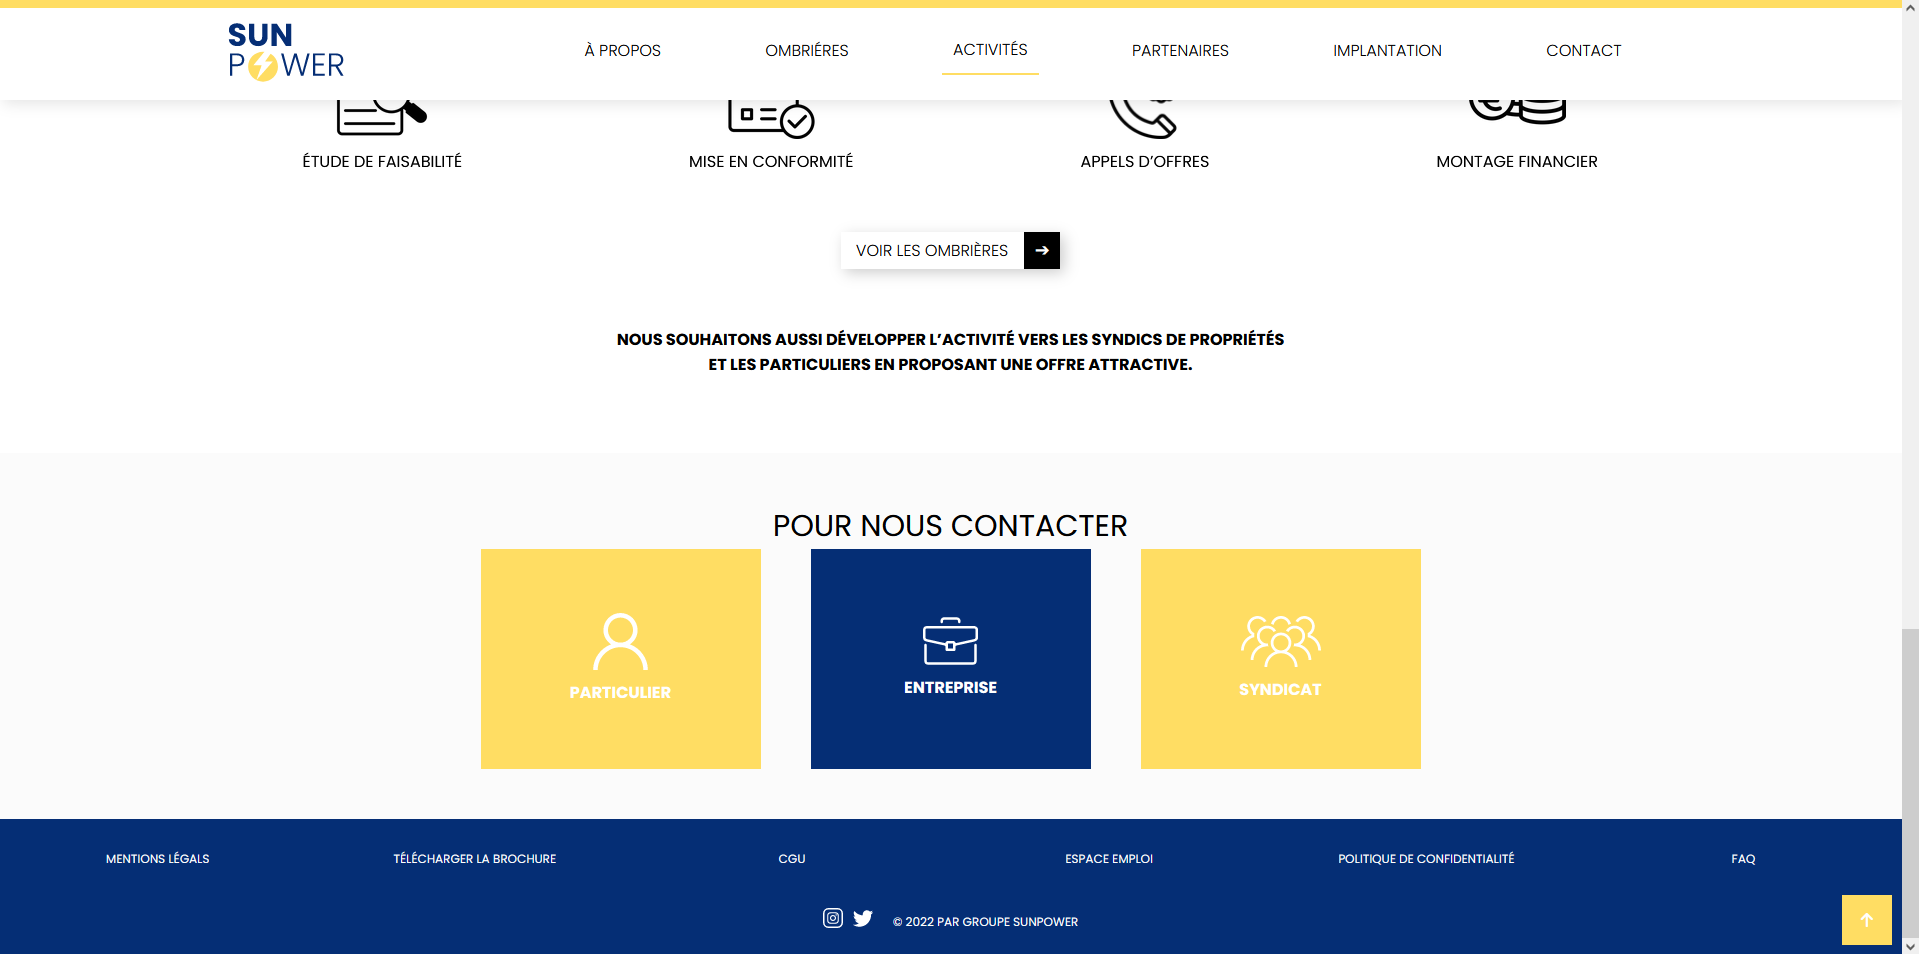 SUN
POWER
À PROPOS
OMBRIÉRES
ACTIVITÉS
PARTENAIRES
IMPLANTATION
CONTACT
ÉTUDE DE FAISABILITÉ
MISE EN CONFORMITÉ
APPELS D’OFFRES
MONTAGE FINANCIER
VOIR LES OMBRIÈRES
NOUS SOUHAITONS AUSSI DÉVELOPPER L’ACTIVITÉ VERS LES SYNDICS DE PROPRIÉTÉS
ET LES PARTICULIERS EN PROPOSANT UNE OFFRE ATTRACTIVE.
POUR NOUS CONTACTER
PARTICULIER
ENTREPRISE
SYNDICAT
MENTIONS LÉGALS
TÉLÉCHARGER LA BROCHURE
CGU
ESPACE EMPLOI
POLITIQUE DE CONFIDENTIALITÉ
FAQ
© 2022 PAR GROUPE SUNPOWER